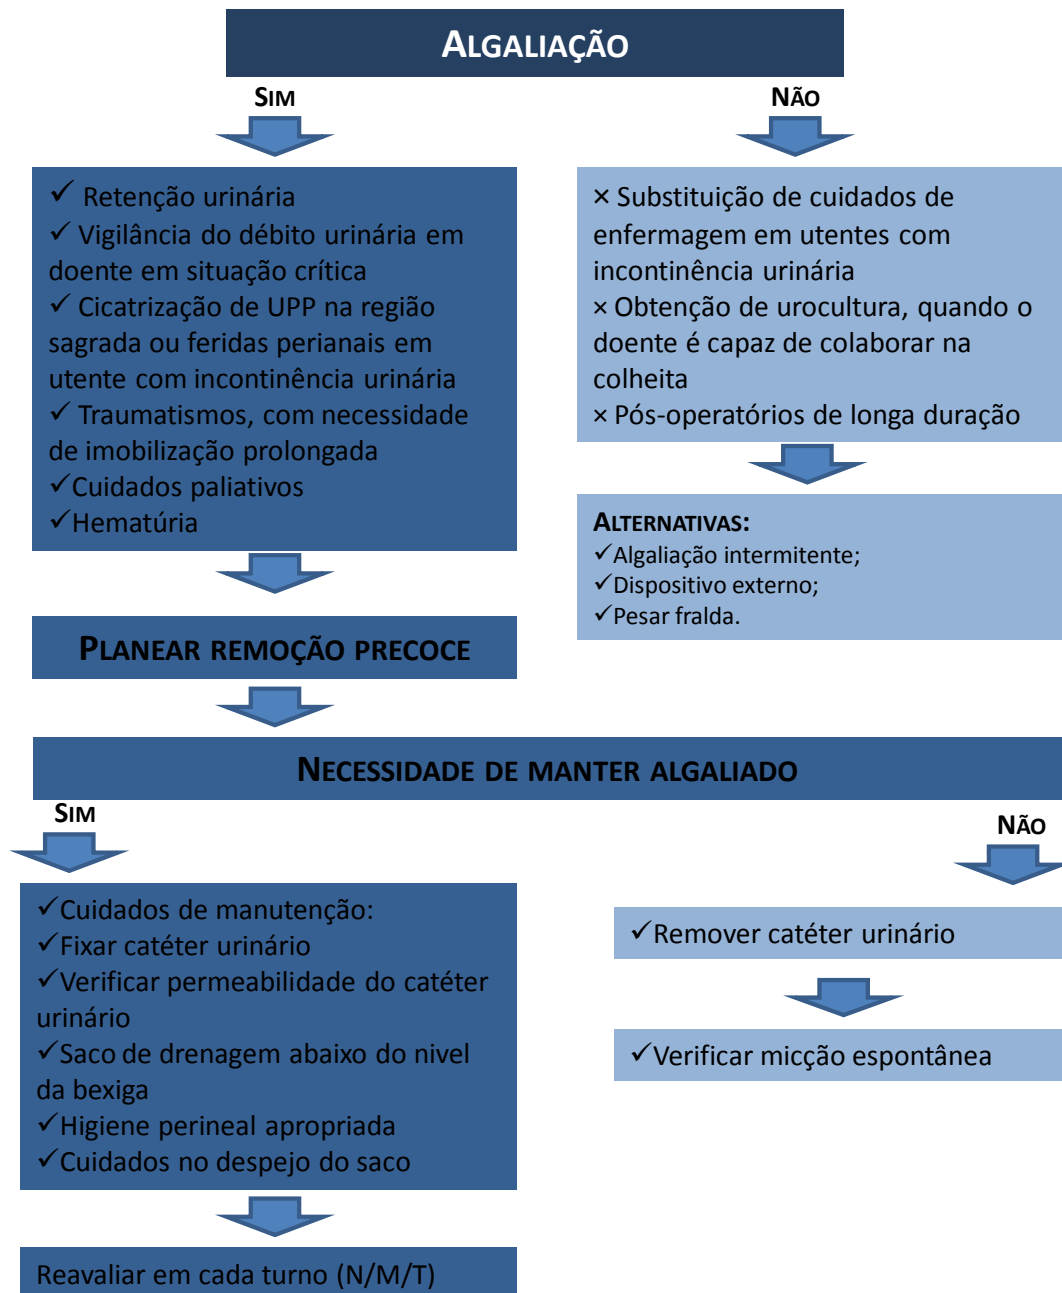 ALGALIAÇÃO
SIM
✓ Retenção urinária
✓ Vigilância do débito urinária em
doente em situação crítica
✓ Cicatrização de UPP na região
sagrada ou feridas perianais em
utente com incontinência urinária
✓ Traumatismos, com necessidade
de imobilização prolongada
✓Cuidados paliativos
✓Hematúria
NÃO
× Substituição de cuidados de
enfermagem em utentes com
incontinência urinária
× Obtenção de urocultura, quando o
doente é capaz de colaborar na
colheita
× Pós-operatórios de longa duração
ALTERNATIVAS:
✓Algaliação intermitente;
✓Dispositivo externo;
✓Pesar fralda.
PLANEAR REMOÇÃO PRECOCE
NECESSIDADE DE MANTER ALGALIADO
SIM
✓Cuidados de manutenção:
✓Fixar catéter urinário
✓Verificar permeabilidade do catéter
urinário
✓Saco de drenagem abaixo do nivel
da bexiga
✓Higiene perineal apropriada
✓Cuidados no despejo do saco
Reavaliar em cada turno (N/M/T)
NÃO
✓Remover catéter urinário
✓Verificar micção espontânea